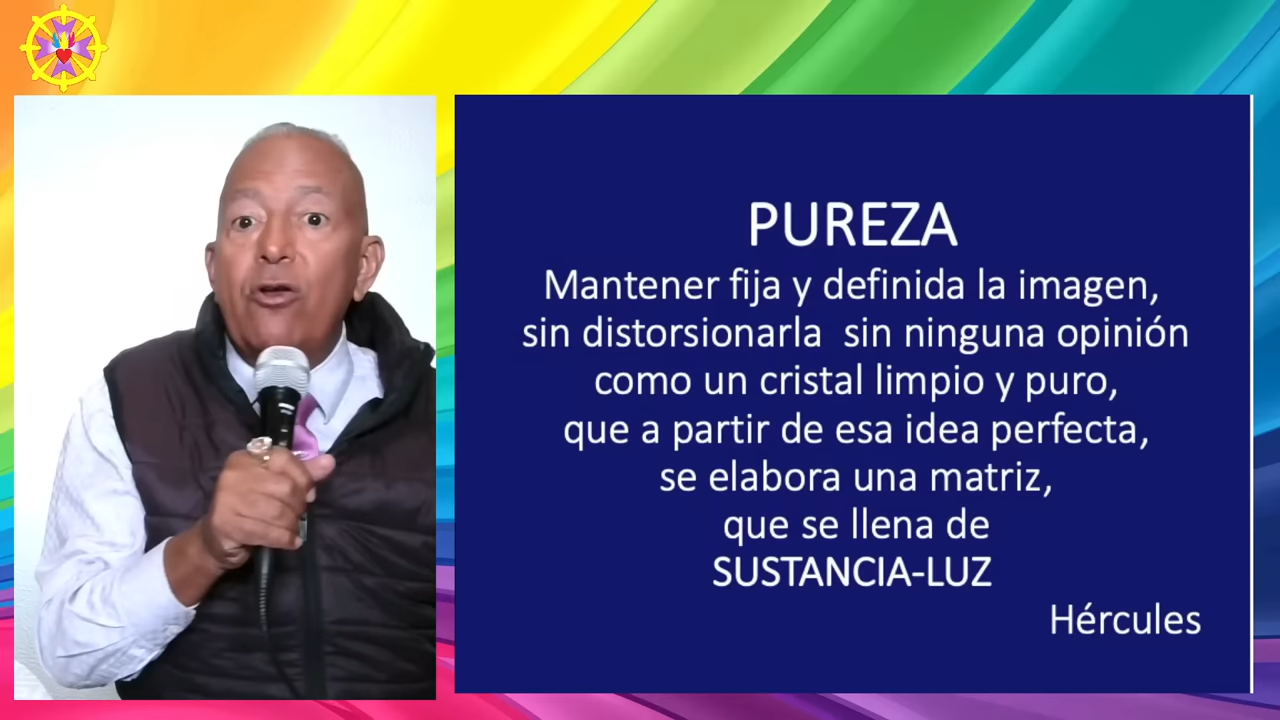 PUREZA
Mantener fija y definida la imagen,
sin distorsionarla  sin ninguna opinión
como un cristal limpio y puro,
que a partir de esa idea perfecta,
se elabora una matriz,
que se llena de
SUSTANCIA-LUZ
Hércules